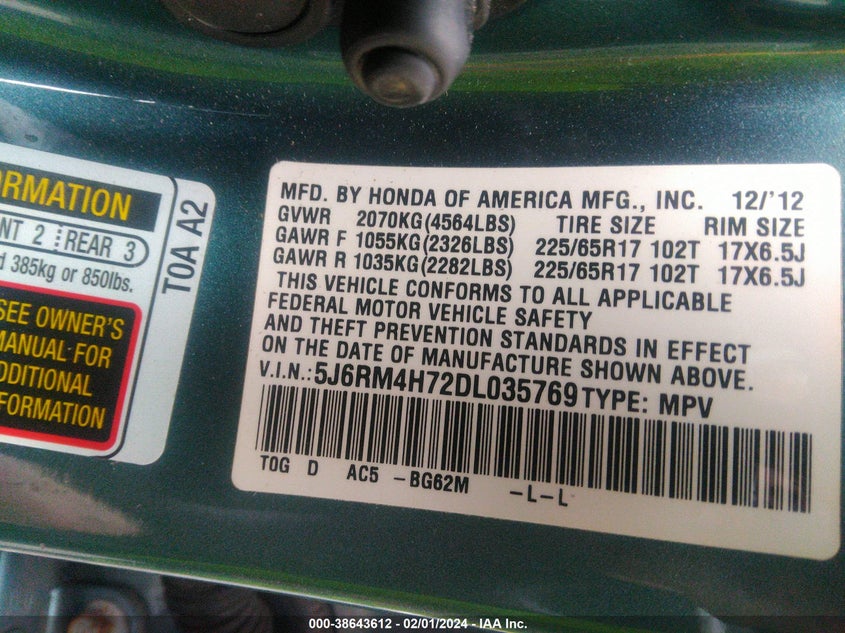 ORMATION
NT 2 REAR 3
d 385kg or 850lbs.
SEE OWNER'S
MANUAL FOR
DDITIONAL
FORMATION
TOA A2
MFD. BY HONDA OF AMERICA MFG., INC. 12/'12
GVWR 2070KG(4564LBS) TIRE SIZE RIM SIZE
GAWR F 1055KG(2326LBS) 225/65R17 102T 17X6.5J
GAWR R 1035KG(2282LBS) 225/65R17 102T 17X6.5J
THIS VEHICLE CONFORMS TO ALL APPLICABLE
FEDERAL MOTOR VEHICLE SAFETY
AND THEFT PREVENTION STANDARDS IN EFFECT
ON THE DATE OF MANUFACTURE SHOWN ABOVE.
V.I.N.:5J6RM4H72DL035769 TYPE: MPV
TOG D AC5 -BG62M -L-L
000-38643612 - 02/01/2024 - IAA Inc.